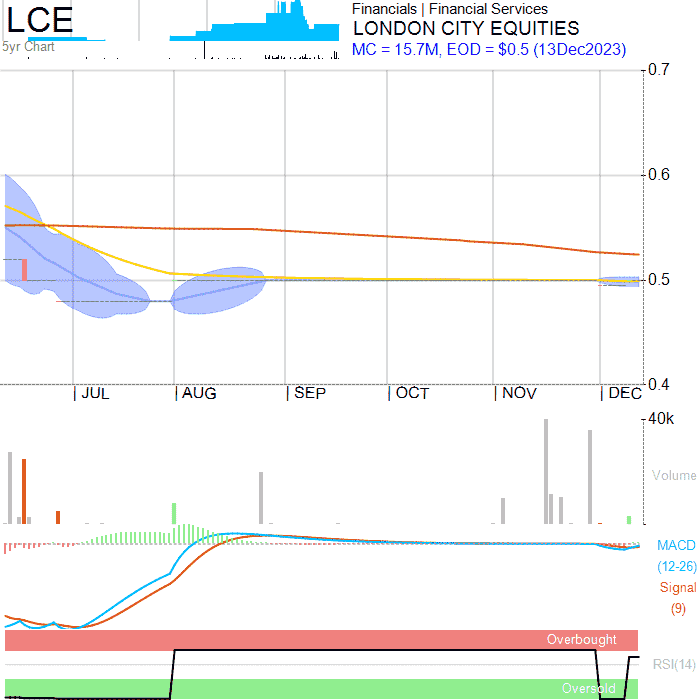 LCE
5yr Chart
Financials | Financial Services
LONDON CITY EQUITIES
MC = 15.7M, EOD = $0.5 (13Dec2023)
0.7
0.6
0.5
0.4
| JUL | AUG | SEP | OCT | NOV | DEC
40k
Volume
MACD
(12-26)
Signal
(9)
Overbought
RSI(14)
Oversold